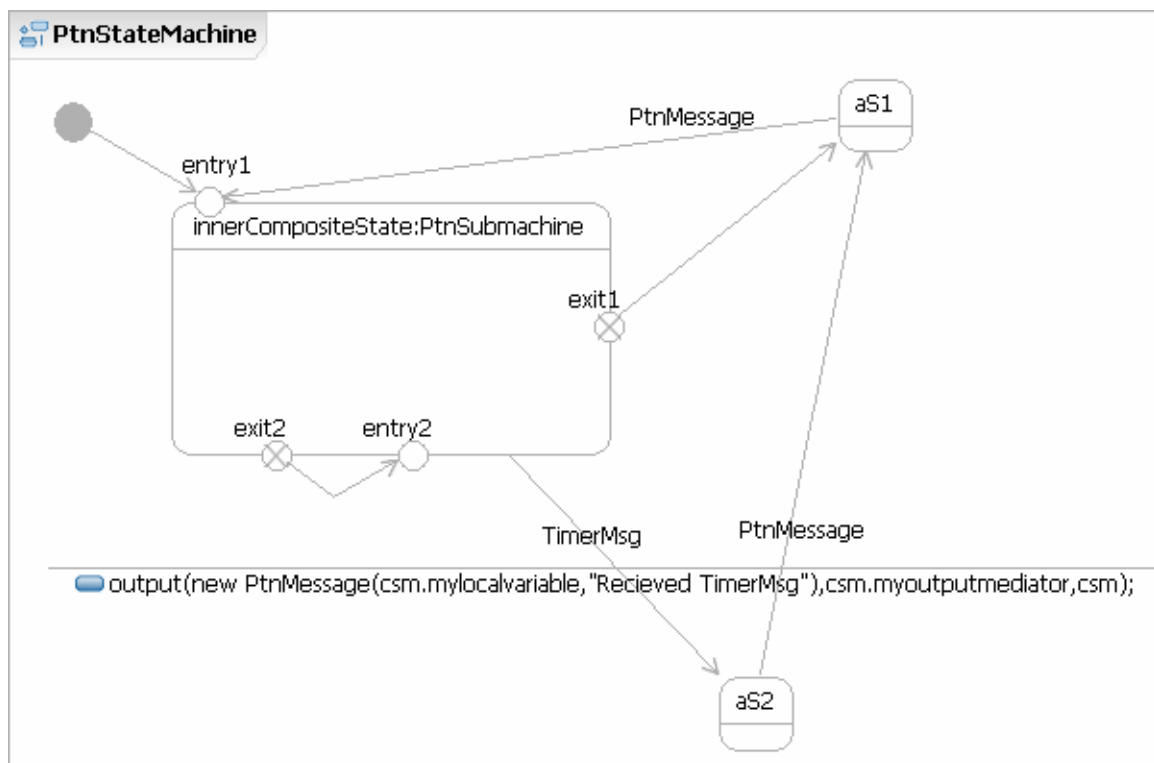 PtnStateMachine
aS1
PtnMessage
entry1
innerCompositeState:PtnSubmachine
exit1
exit2
entry2
TimerMsg
PtnMessage
output(new PtnMessage(csm.mylocalvariable,"Recieved TimerMsg"),csm.myoutputmediator,csm);
aS2